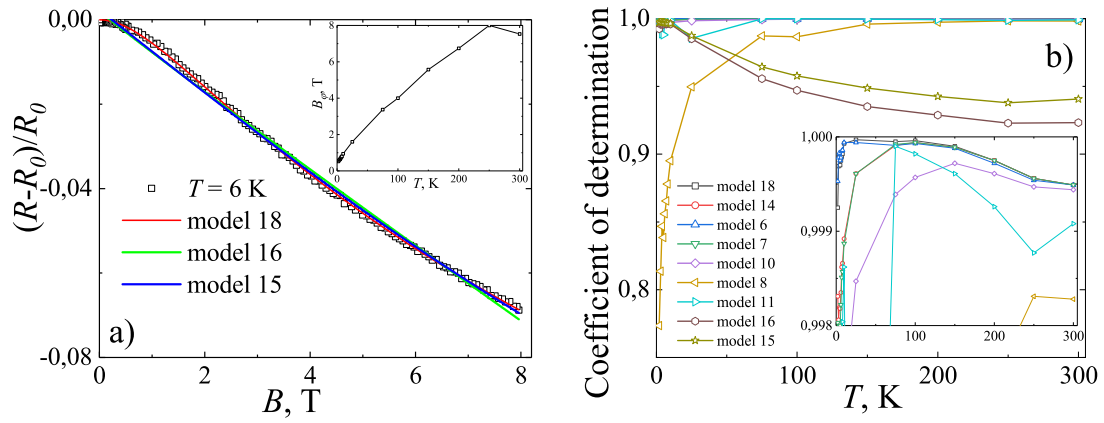 0,00
-0,04
-0,08
(R-R0)/R0
0
2
4
6
8
B, T
T = 6 K
model 18
model 16
model 15
a)
8
6
4
2
0
Bφ, T
0
100
200
300
T, K
1,0
0,9
0,8
Coefficient of determination
0
100
200
300
T, K
b)
model 18
model 14
model 6
model 7
model 10
model 8
model 11
model 16
model 15
1,000
0,999
0,998
0
50
100
150
200
250
300